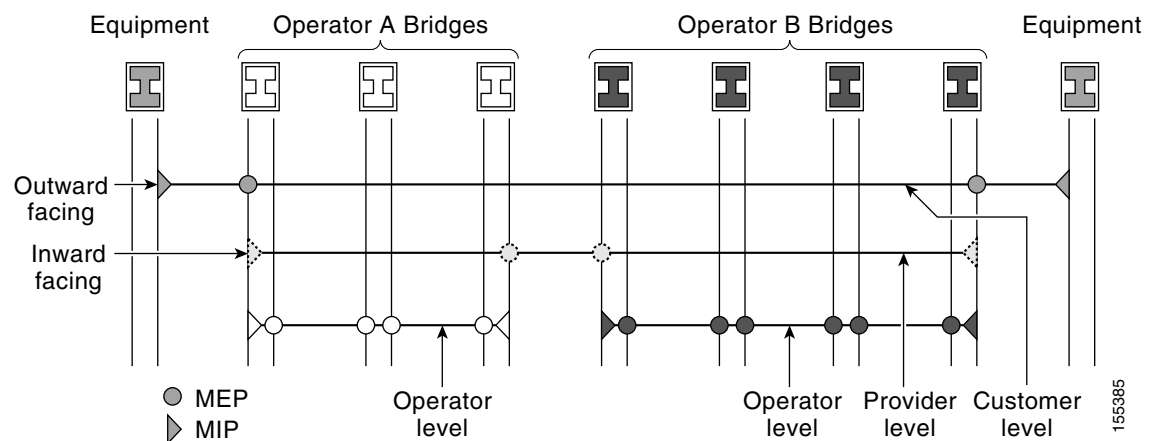 Equipment
Operator A Bridges
Operator B Bridges
Equipment
Outward
facing
Inward
facing
MEP
MIP
Operator
level
Operator
level
Provider
level
Customer
level
155385